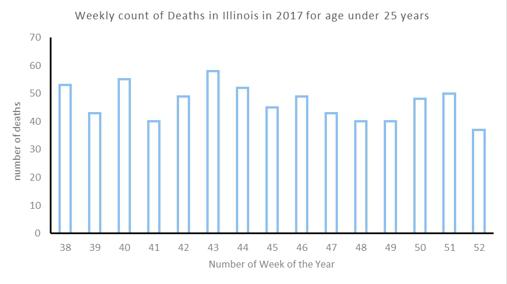 Weekly count of Deaths in Illinois in 2017 for age under 25 years
number of deaths
70
60
50
40
30
20
10
0
38 39 40 41 42 43 44 45 46 47 48 49 50 51 52
Number of Week of the Year